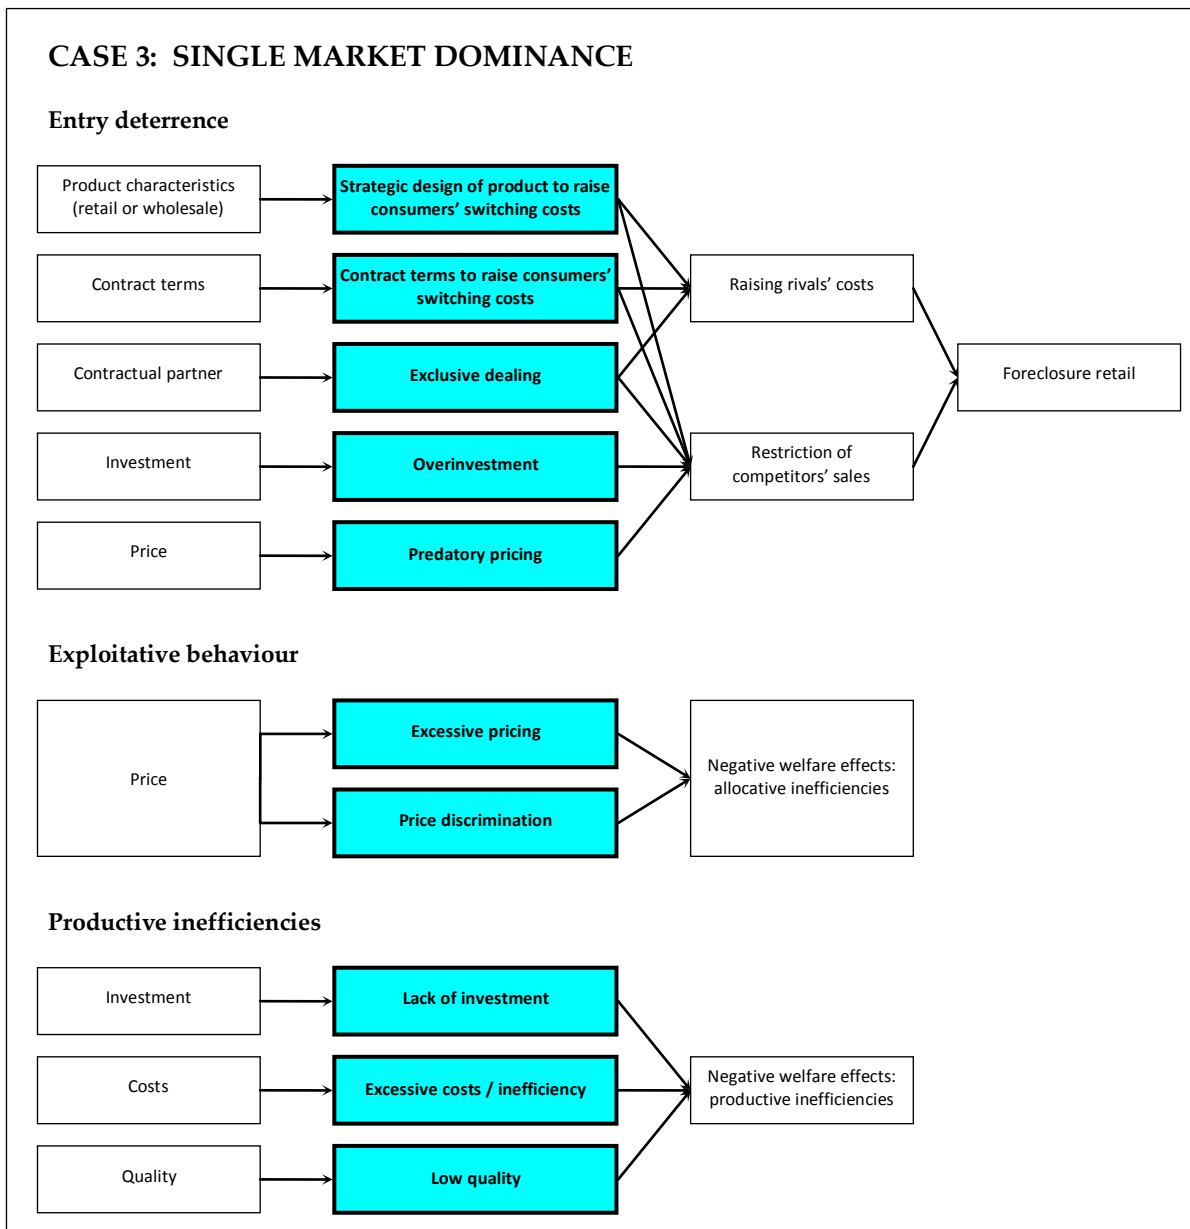 CASE 3: SINGLE MARKET DOMINANCE
Entry deterrence
Product characteristics
(retail or wholesale)
Strategic design of product to raise
consumers’ switching costs
Contract terms
Contract terms to raise consumers’
switching costs
Raising rivals’ costs
Contractual partner
Exclusive dealing
Foreclosure retail
Investment
Overinvestment
Restriction of
competitors’ sales
Price
Predatory pricing
Exploitative behaviour
Price
Excessive pricing
Price discrimination
Negative welfare effects:
allocative inefficiencies
Productive inefficiencies
Investment
Lack of investment
Costs
Excessive costs / inefficiency
Negative welfare effects:
productive inefficiencies
Quality
Low quality